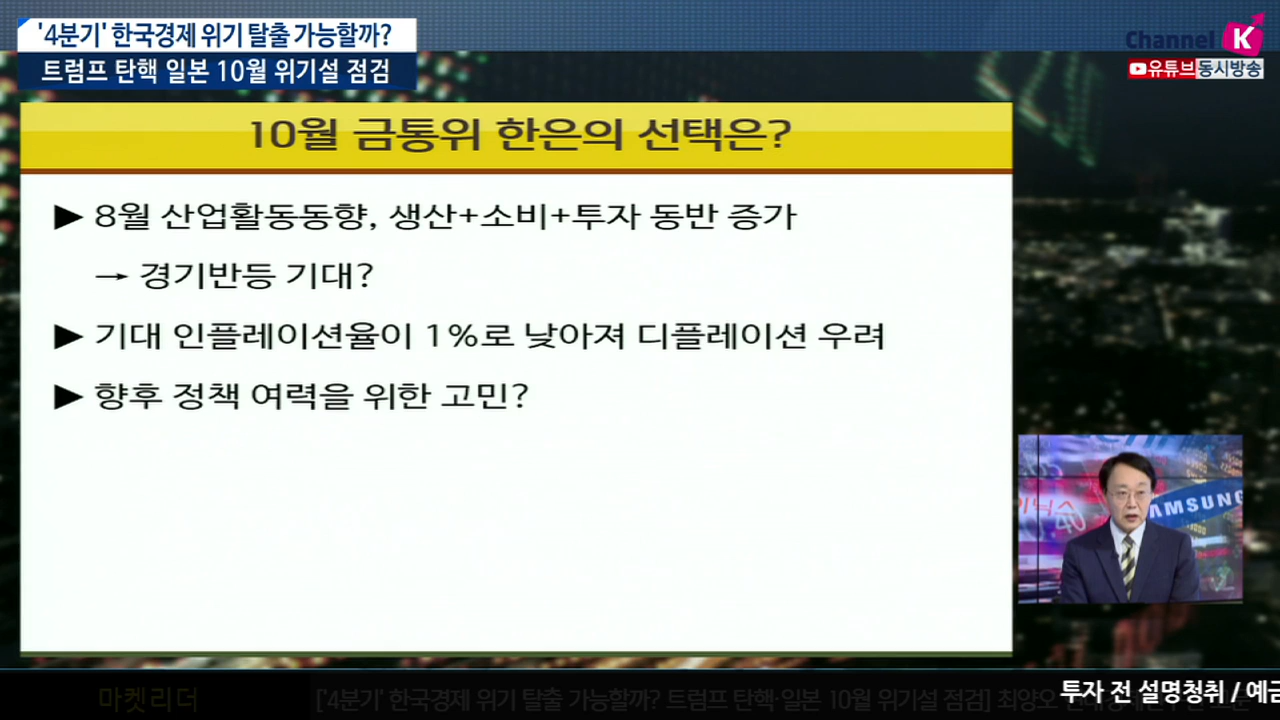 '4분기' 한국경제 위기 탈출 가능할까?
트럼프 탄핵 일본 10월 위기설 점검
Channel K
유튜브 동시방송
10월 금통위 한은의 선택은?
▶ 8월 산업활동동향, 생산+소비+투자 동반 증가
→ 경기반등 기대?
▶ 기대 인플레이션율이 1%로 낮아져 디플레이션 우려
▶ 향후 정책 여력을 위한 고민?
SAMSUNG
마켓리더
['4분기' 한국경제 위기 탈출 가능할까? 트럼프 탄핵·일본 10월 위기설 점검] 최양오
투자 전 설명청취 / 예금